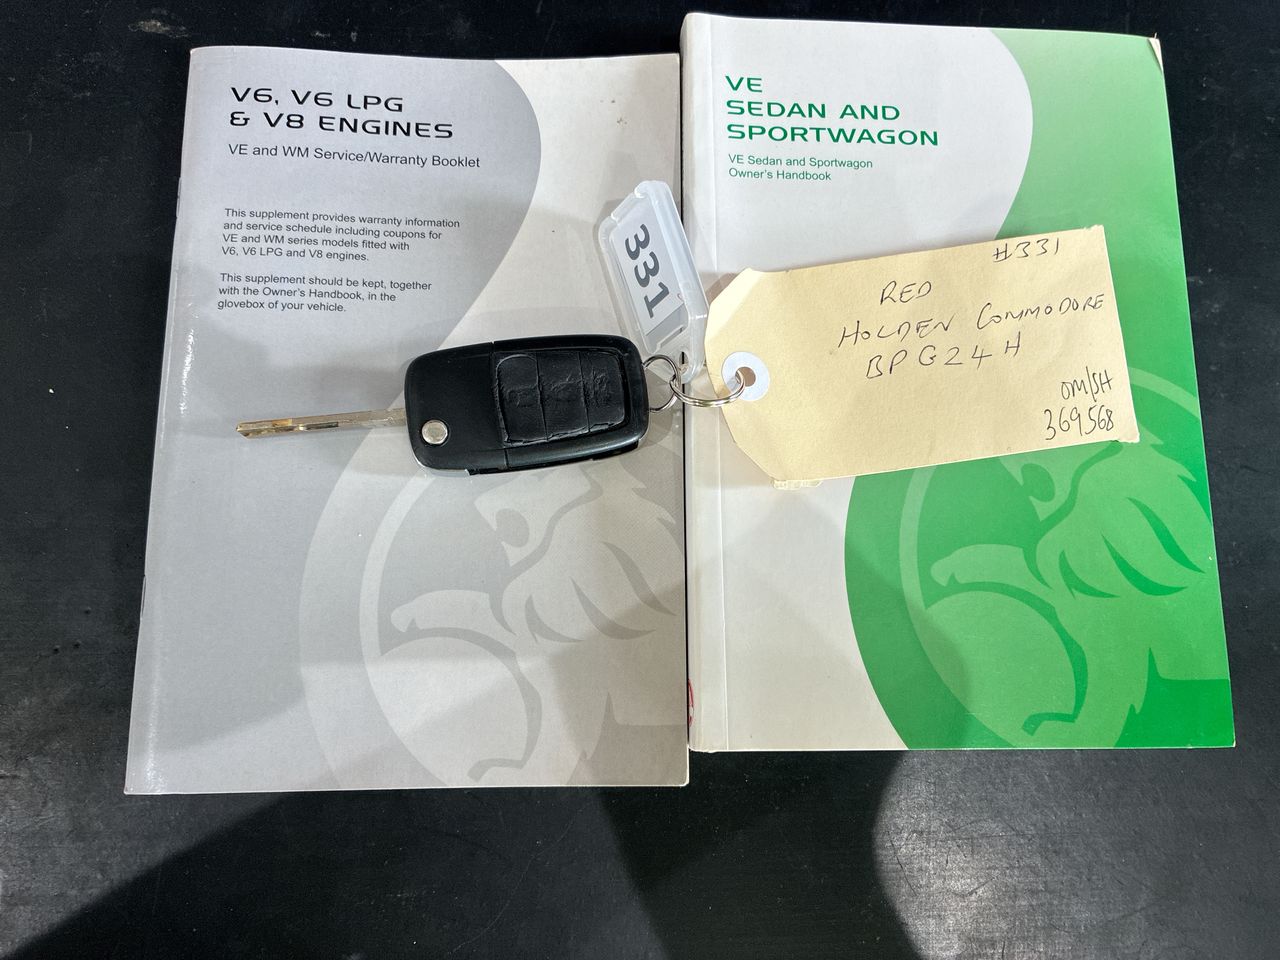 V6, V6 LPG
& V8 ENGINES
VE and WM Service/Warranty Booklet
This supplement provides warranty information
and service schedule including coupons for
VE and WM series models fitted with
V6, V6 LPG and V8 engines.
This supplement should be kept, together
with the Owner's Handbook, in the
glovebox of your vehicle.
VE
SEDAN AND
SPORTWAGON
VE Sedan and Sportwagon
Owner's Handbook
331
#331
RED
HOLDEN COMMODORE
BPG24H
OM/SH
369568